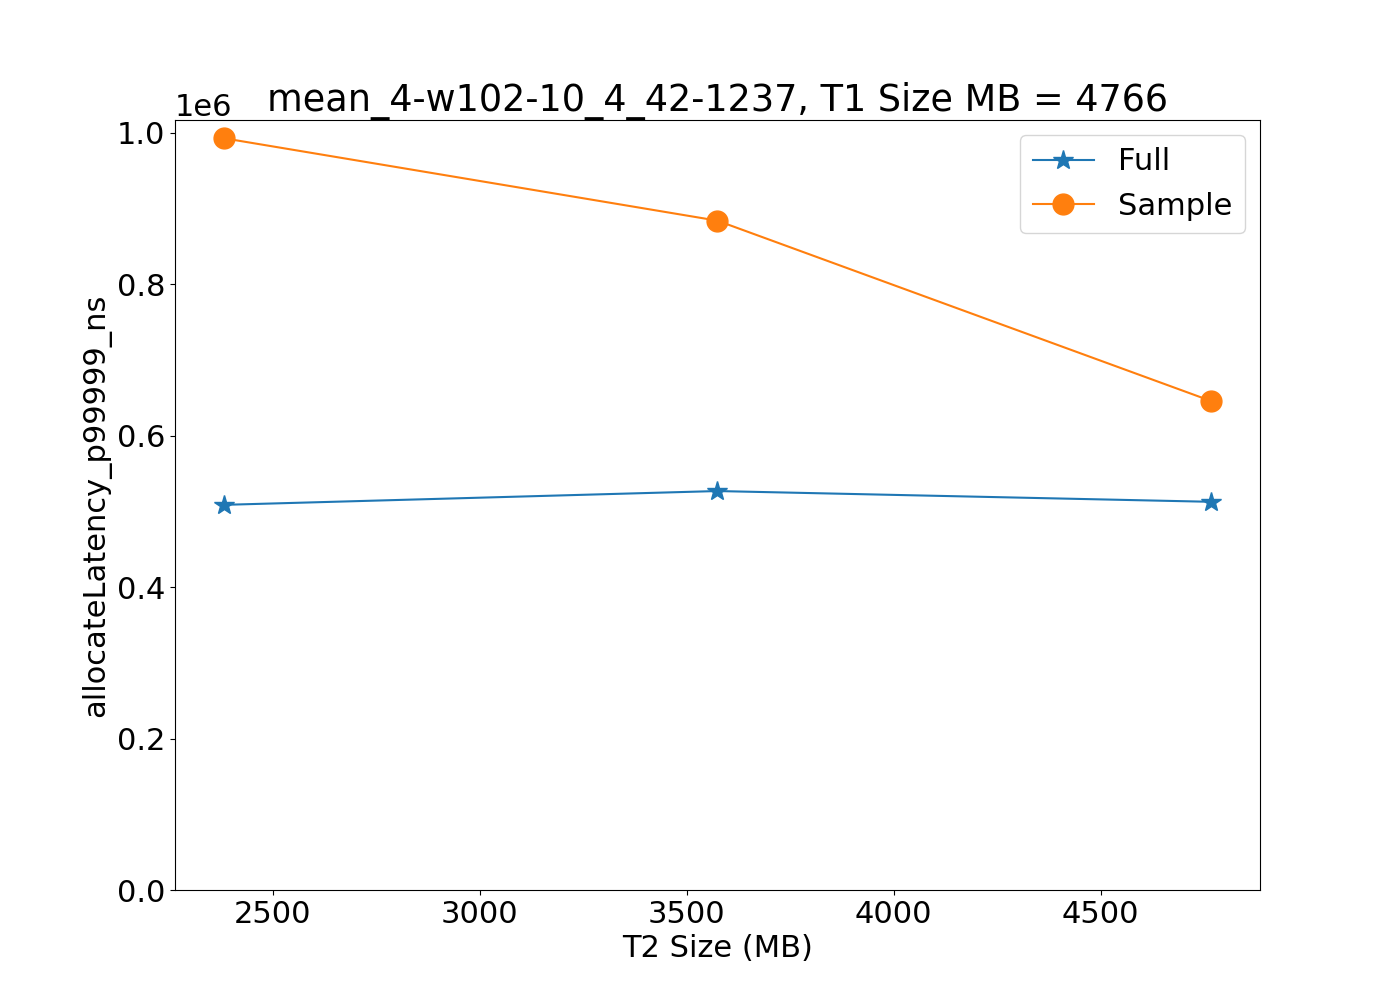 mean_4-w102-10_4_42-1237, T1 Size MB = 4766
1e6
1.0
0.8
0.6
0.4
0.2
0.0
allocateLatency_p99999_ns
Full
Sample
2500 3000 3500 4000 4500
T2 Size (MB)